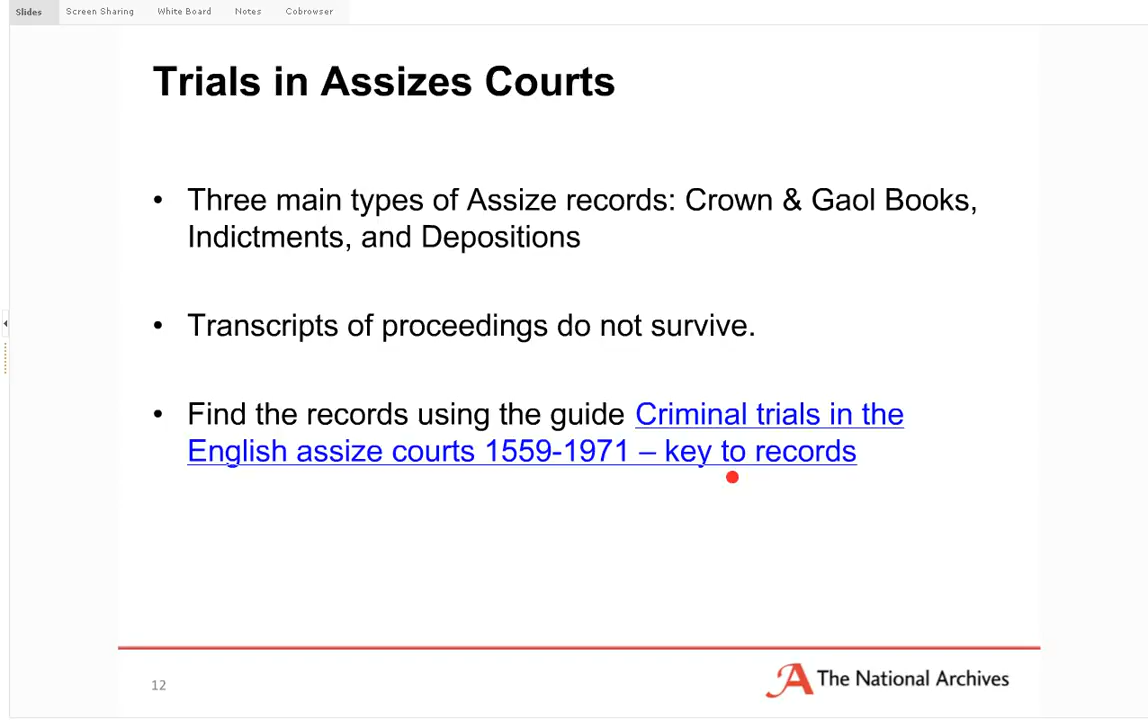 Slides Screen Sharing White Board Notes Cobrowser
Trials in Assizes Courts
• Three main types of Assize records: Crown & Gaol Books,
Indictments, and Depositions
• Transcripts of proceedings do not survive.
• Find the records using the guide Criminal trials in the
English assize courts 1559-1971 – key to records
12
The National Archives